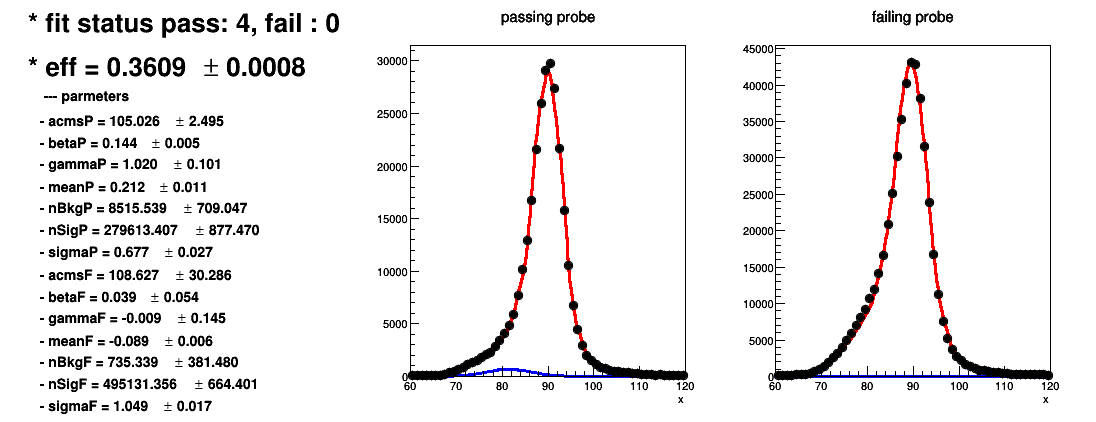 * fit status pass: 4, fail : 0
* eff = 0.3609 ± 0.0008
--- parmeters
- acmsP = 105.026 ± 2.495
- betaP = 0.144 ± 0.005
- gammaP = 1.020 ± 0.101
- meanP = 0.212 ± 0.011
- nBkgP = 8515.539 ± 709.047
- nSigP = 279613.407 ± 877.470
- sigmaP = 0.677 ± 0.027
- acmsF = 108.627 ± 30.286
- betaF = 0.039 ± 0.054
- gammaF = -0.009 ± 0.145
- meanF = -0.089 ± 0.006
- nBkgF = 735.339 ± 381.480
- nSigF = 495131.356 ± 664.401
- sigmaF = 1.049 ± 0.017
passing probe
30000
25000
20000
15000
10000
5000
0
60 70 80 90 100 110 120
x
failing probe
45000
40000
35000
30000
25000
20000
15000
10000
5000
0
60 70 80 90 100 110 120
x